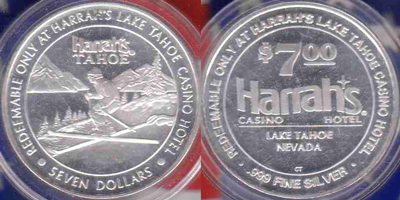 REDEEMABLE ONLY AT HARRAH'S LAKE TAHOE CASINO HOTEL
Harrah's
TAHOE
• SEVEN DOLLARS •
REDEEMABLE ONLY AT HARRAH'S LAKE TAHOE CASINO HOTEL
$7.00
Harrah's®
CASINO HOTEL
LAKE TAHOE
NEVADA
CT
• .999 FINE SILVER •